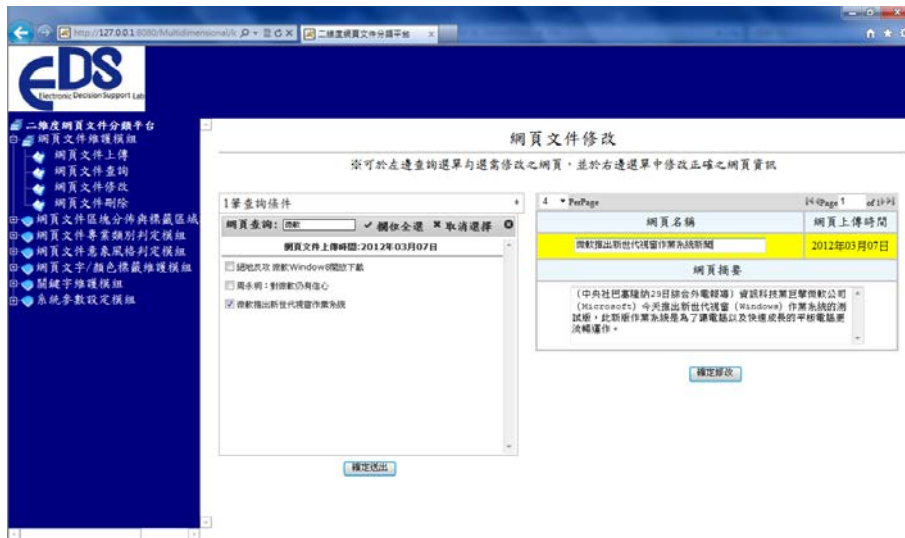 http://127.0.0.1:8080/Multidimensional/k
二維度網頁文件分類平台
EDS
Electronic Decision Support Lab
二維度網頁文件分類平台
網頁文件維護模組
網頁文件上傳
網頁文件查詢
網頁文件修改
網頁文件刪除
網頁文件區塊分佈與標籤區域
網頁文件專業類別判定模組
網頁文件意象風格判定模組
網頁文字/顏色標籤維護模組
關鍵字維護模組
系統參數設定模組
網頁文件修改
※可於左邊查詢選單勾選需修改之網頁,並於右邊選單中修改正確之網頁資訊
1筆查詢條件
網頁查詢: 微軟 欄位全選 取消選擇
網頁文件上傳時間:2012年03月07日
絕地反攻 微軟Window8開放下載
周永明:對微軟仍有信心
微軟推出新世代視窗作業系統
確定送出
4 PerPage Page 1 of 1
網頁名稱 網頁上傳時間
微軟推出新世代視窗作業系統新聞 2012年03月07日
網頁摘要
(中央社巴塞隆納29日綜合外電報導) 資訊科技業巨擘微軟公司
(Microsoft) 今天推出新世代視窗 (Windows) 作業系統的測
試版,此新版作業系統是為了讓電腦以及快速成長的平板電腦更
流暢運作。
確定修改